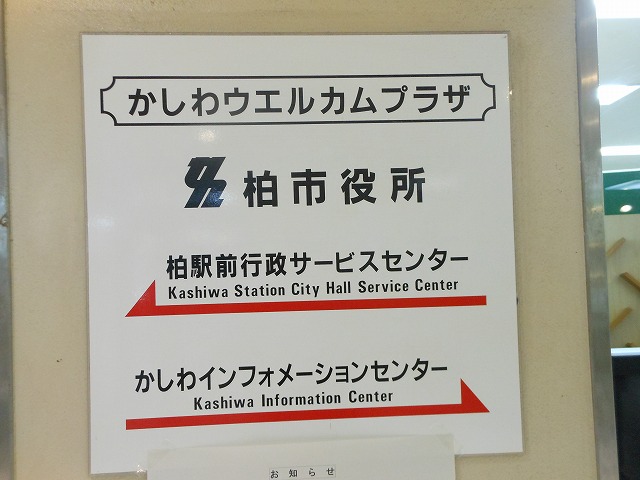 かしわウエルカムプラザ
柏市役所
柏駅前行政サービスセンター
Kashiwa Station City Hall Service Center
かしわインフォメーションセンター
Kashiwa Information Center
お知らせ